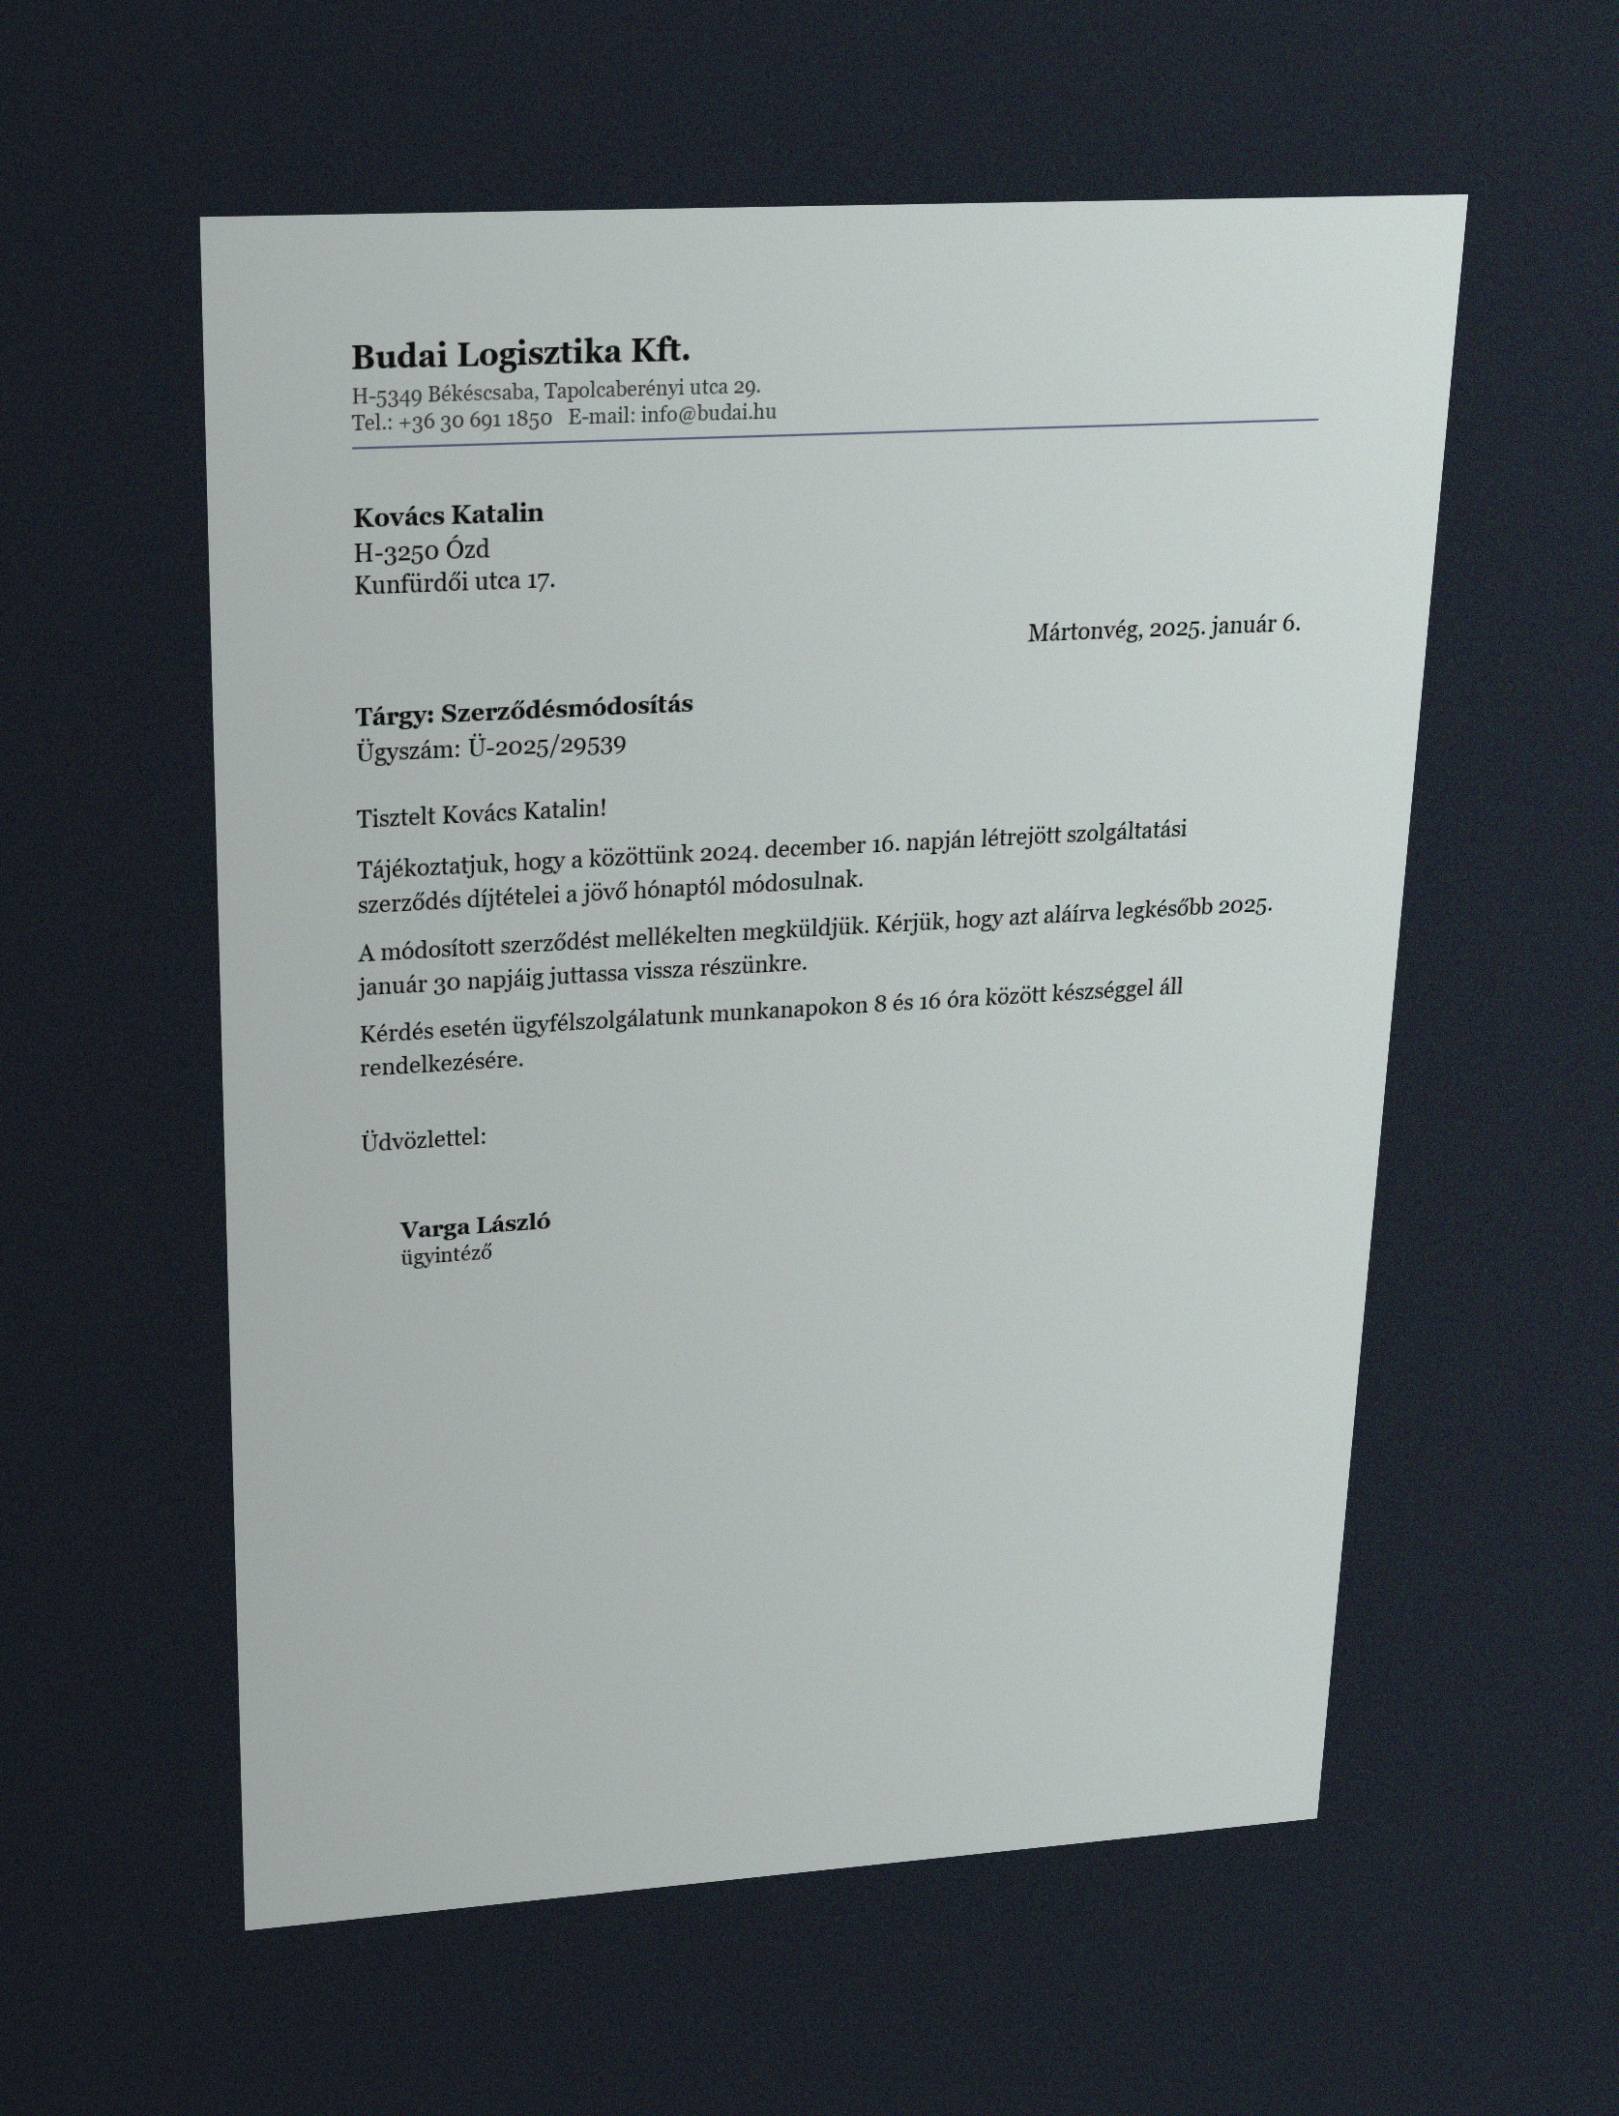 Budai Logisztika Kft.
H-5349 Békéscsaba, Tapolcaberényi utca 29.
Tel.: +36 30 691 1850   E-mail: info@budai.hu
Kovács Katalin
H-3250 Ózd
Kunfürdői utca 17.
Mártonvég, 2025. január 6.
Tárgy: Szerződésmódosítás
Ügyszám: Ü-2025/29539
Tisztelt Kovács Katalin!
Tájékoztatjuk, hogy a közöttünk 2024. december 16. napján létrejött szolgáltatási
szerződés díjtételei a jövő hónaptól módosulnak.
A módosított szerződést mellékelten megküldjük. Kérjük, hogy azt aláírva legkésőbb 2025.
január 30 napjáig juttassa vissza részünkre.
Kérdés esetén ügyfélszolgálatunk munkanapokon 8 és 16 óra között készséggel áll
rendelkezésére.
Üdvözlettel:
Varga László
ügyintéző